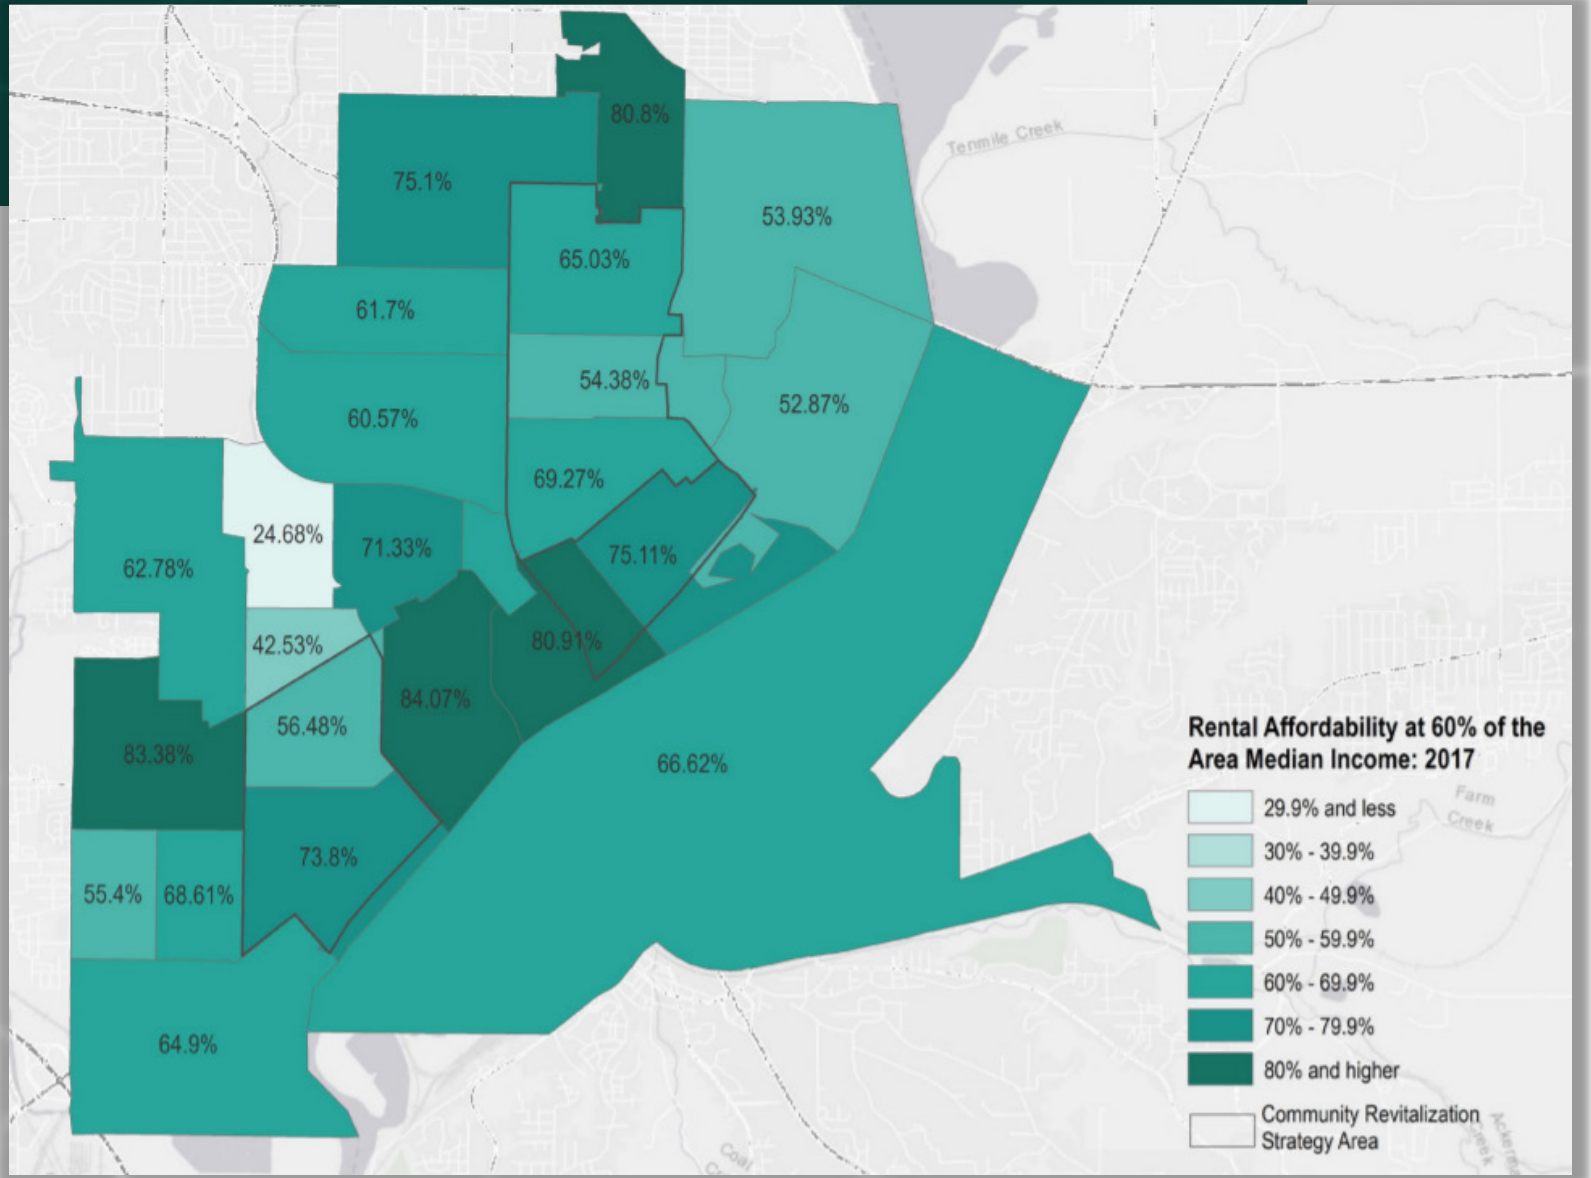 80.8%
Tenmile Creek
75.1%
53.93%
65.03%
61.7%
54.38%
52.87%
60.57%
69.27%
24.68%
71.33%
75.11%
62.78%
42.53%
80.91%
84.07%
56.48%
83.38%
66.62%
73.8%
55.4%
68.61%
64.9%
Rental Affordability at 60% of the
Area Median Income: 2017
29.9% and less
30% - 39.9%
40% - 49.9%
50% - 59.9%
60% - 69.9%
70% - 79.9%
80% and higher
Community Revitalization
Strategy Area
Farm
Creek
Coal
Creek